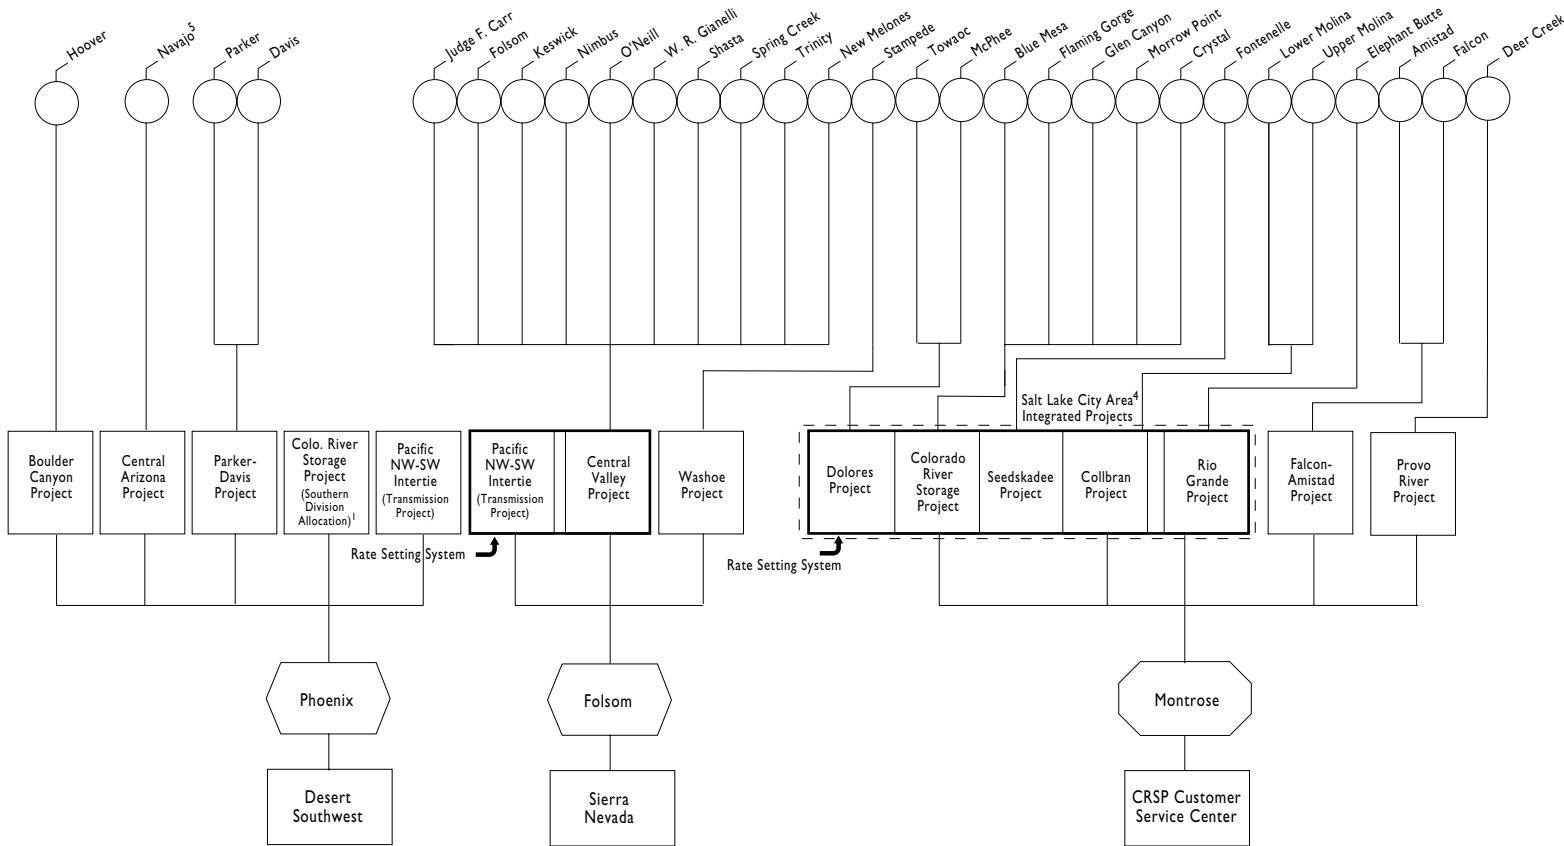 Hoover
Navajo5
Parker
Davis
Judge F. Carr
Folsom
Keswick
Nimbus
O'Neill
W. R. Gianelli
Shasta
Spring Creek
Trinity
New Melones
Stampede
Towaoc
McPhee
Blue Mesa
Flaming Gorge
Glen Canyon
Morrow Point
Crystal
Fontenelle
Lower Molina
Upper Molina
Elephant Butte
Amistad
Falcon
Deer Creek
Salt Lake City Area4
Integrated Projects
Boulder
Canyon
Project
Central
Arizona
Project
Parker-
Davis
Project
Colo. River
Storage
Project
(Southern
Division
Allocation)1
Pacific
NW-SW
Intertie
(Transmission
Project)
Pacific
NW-SW
Intertie
(Transmission
Project)
Central
Valley
Project
Washoe
Project
Dolores
Project
Colorado
River
Storage
Project
Seedskadee
Project
Collbran
Project
Rio
Grande
Project
Falcon-
Amistad
Project
Provo
River
Project
Rate Setting System
Rate Setting System
Phoenix
Folsom
Montrose
Desert
Southwest
Sierra
Nevada
CRSP Customer
Service Center